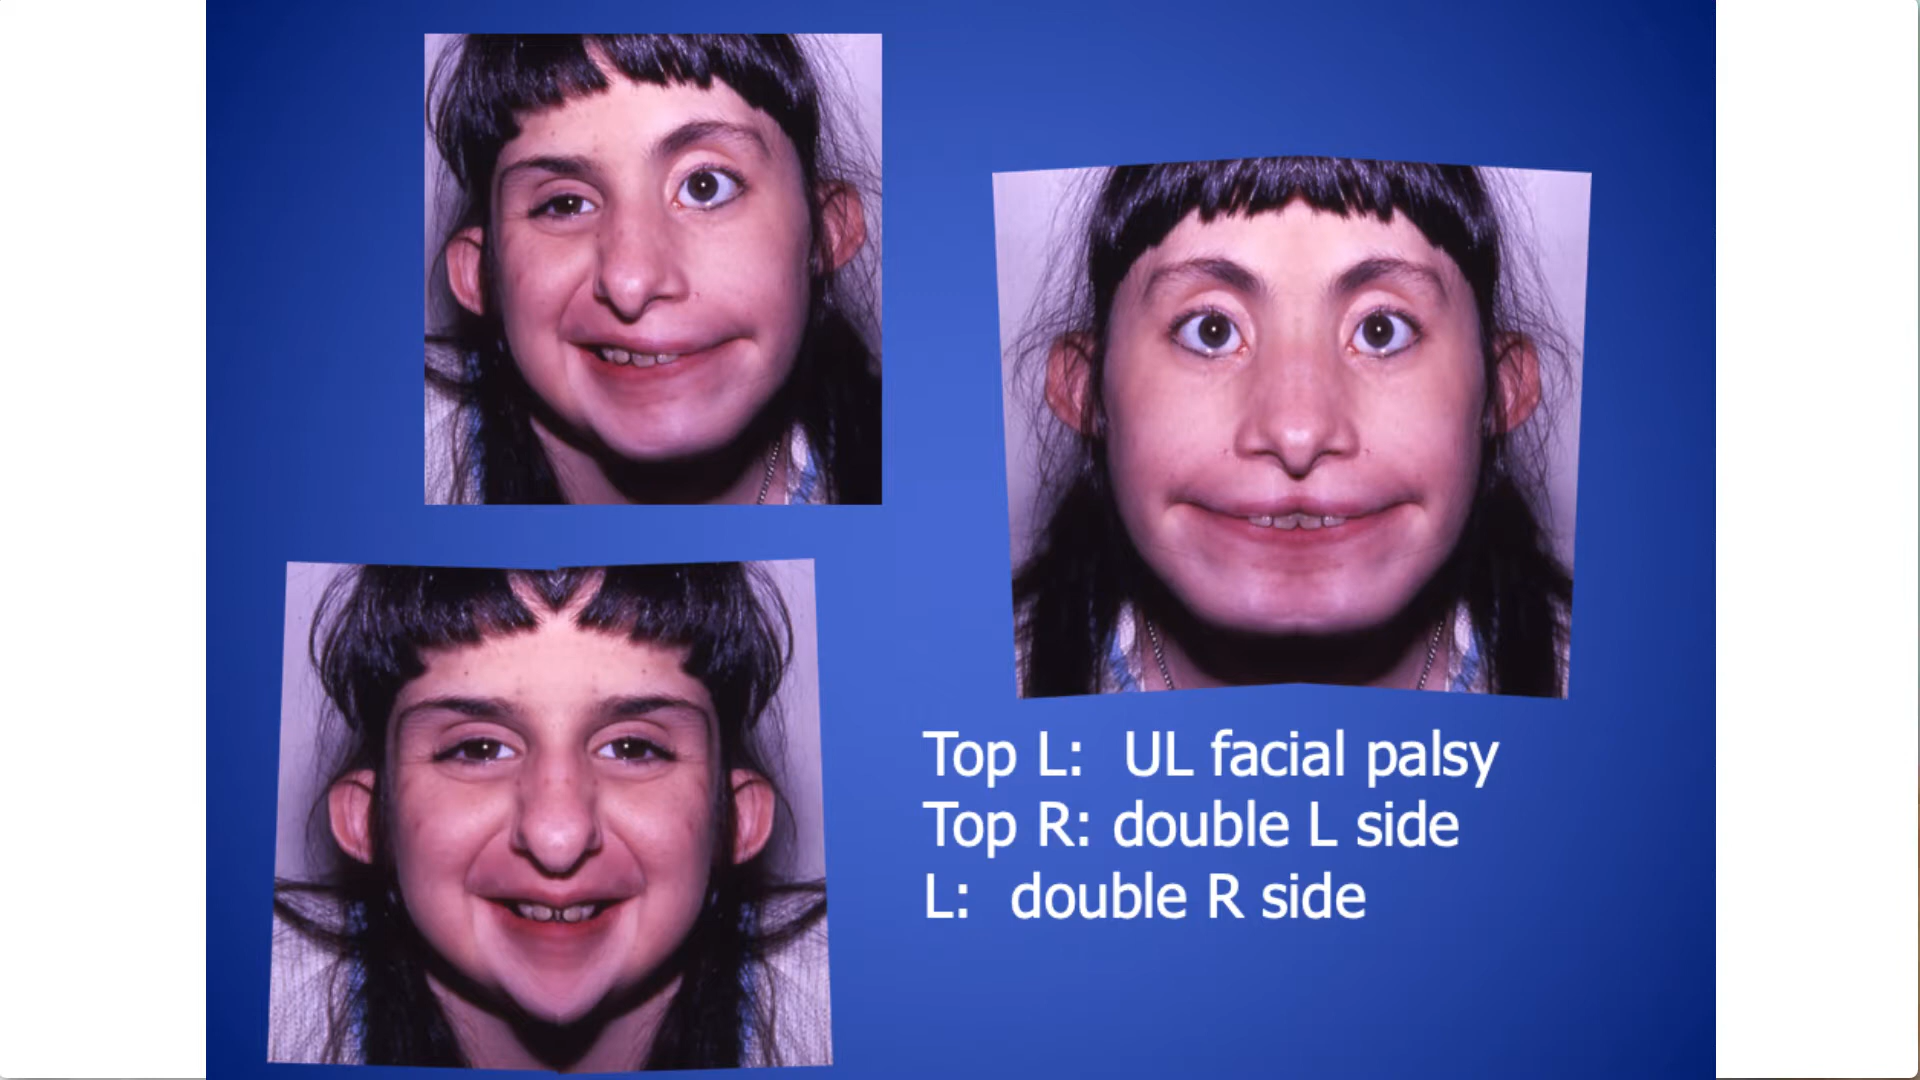 Top L: UL facial palsy
Top R: double L side
L: double R side